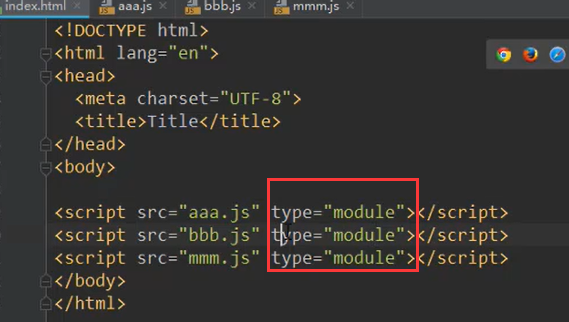 index.html aaa.js bbb.js mmm.js
<!DOCTYPE html>
<html lang="en">
<head>
<meta charset="UTF-8">
<title>Title</title>
</head>
<body>
<script src="aaa.js" type="module"></script>
<script src="bbb.js" type="module"></script>
<script src="mmm.js" type="module"></script>
</body>
</html>